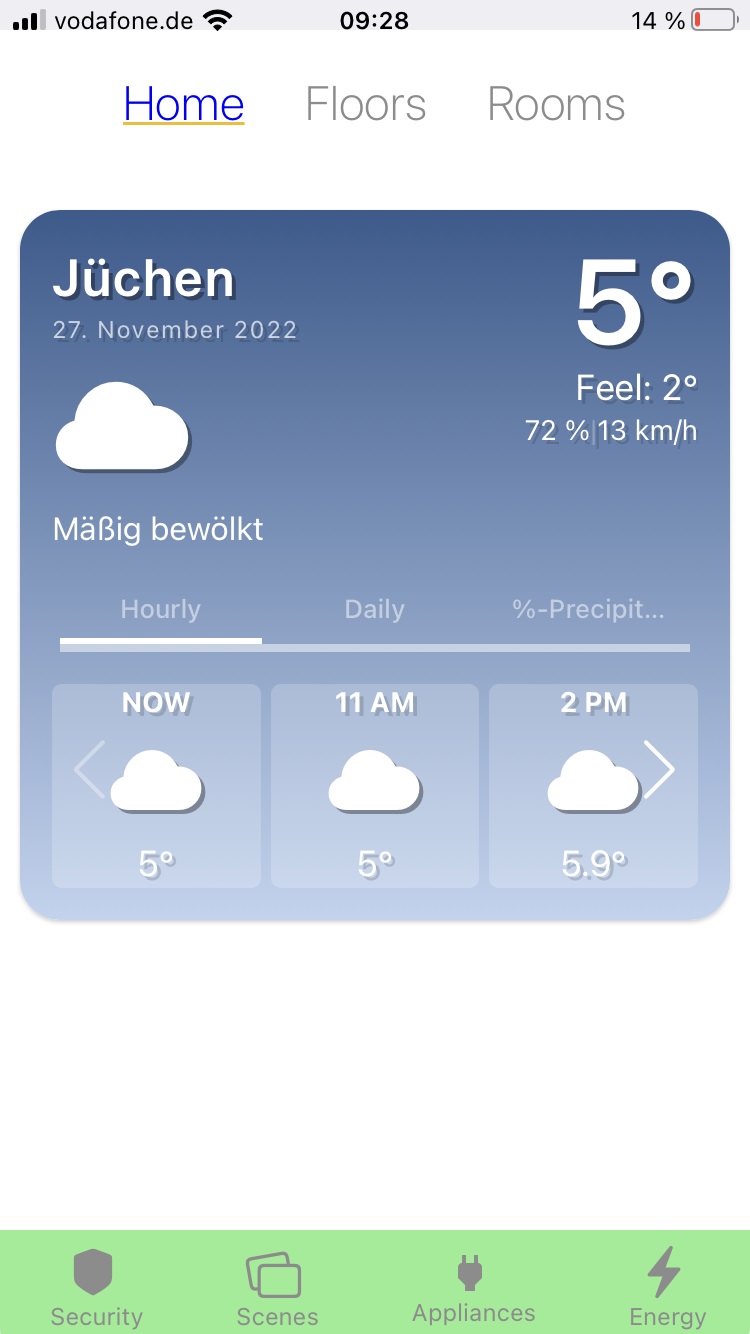 vodafone.de 09:28 14 %
Home Floors Rooms
Jüchen
5°
27. November 2022
Feel: 2°
72 %|13 km/h
Mäßig bewölkt
Hourly Daily %-Precipit...
NOW 11 AM 2 PM
5° 5° 5.9°
Security Scenes Appliances Energy